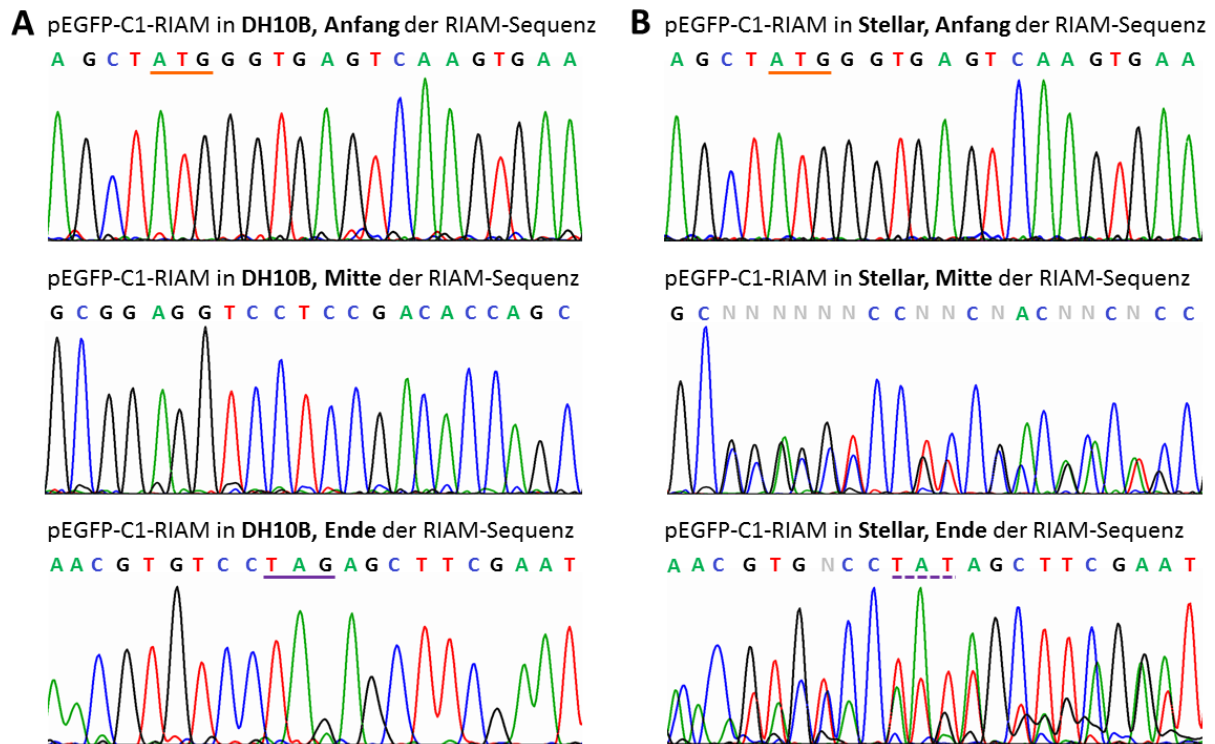 A pEGFP-C1-RIAM in DH10B, Anfang der RIAM-Sequenz
A G C T A T G G G T G A G T C A A G T G A A
pEGFP-C1-RIAM in DH10B, Mitte der RIAM-Sequenz
G C G G A G G T C C T C C G A C A C C A G C
pEGFP-C1-RIAM in DH10B, Ende der RIAM-Sequenz
A A C G T G T C C T A G A G C T T C G A A T
B pEGFP-C1-RIAM in Stellar, Anfang der RIAM-Sequenz
A G C T A T G G G T G A G T C A A G T G A A
pEGFP-C1-RIAM in Stellar, Mitte der RIAM-Sequenz
G C N N N N N N C C N N C N A C N N C N C C
pEGFP-C1-RIAM in Stellar, Ende der RIAM-Sequenz
A A C G T G N C C T A T A G C T T C G A A T